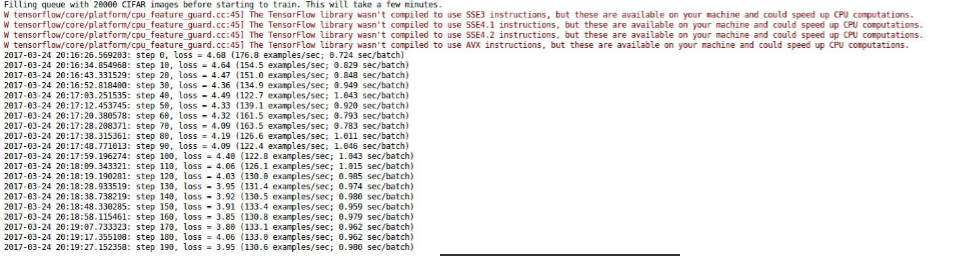 Filling queue with 20000 CIFAR images before starting to train. This will take a few minutes.
W tensorflow/core/platform/cpu_feature_guard.cc:45] The TensorFlow library wasn't compiled to use SSE3 instructions, but these are available on your machine and could speed up CPU computations.
W tensorflow/core/platform/cpu_feature_guard.cc:45] The TensorFlow library wasn't compiled to use SSE4.1 instructions, but these are available on your machine and could speed up CPU computations.
W tensorflow/core/platform/cpu_feature_guard.cc:45] The TensorFlow library wasn't compiled to use SSE4.2 instructions, but these are available on your machine and could speed up CPU computations.
W tensorflow/core/platform/cpu_feature_guard.cc:45] The TensorFlow library wasn't compiled to use AVX instructions, but these are available on your machine and could speed up CPU computations.
2017-03-24 20:16:26.569203: step 0, loss = 4.68 (176.8 examples/sec; 0.724 sec/batch)
2017-03-24 20:16:34.854968: step 10, loss = 4.64 (154.5 examples/sec; 0.829 sec/batch)
2017-03-24 20:16:43.331529: step 20, loss = 4.47 (151.0 examples/sec; 0.848 sec/batch)
2017-03-24 20:16:52.818400: step 30, loss = 4.36 (134.9 examples/sec; 0.949 sec/batch)
2017-03-24 20:17:03.251535: step 40, loss = 4.49 (122.7 examples/sec; 1.043 sec/batch)
2017-03-24 20:17:12.453745: step 50, loss = 4.33 (139.1 examples/sec; 0.920 sec/batch)
2017-03-24 20:17:20.380578: step 60, loss = 4.32 (161.5 examples/sec; 0.793 sec/batch)
2017-03-24 20:17:28.208371: step 70, loss = 4.09 (163.5 examples/sec; 0.783 sec/batch)
2017-03-24 20:17:38.315361: step 80, loss = 4.19 (126.6 examples/sec; 1.011 sec/batch)
2017-03-24 20:17:48.771013: step 90, loss = 4.09 (122.4 examples/sec; 1.046 sec/batch)
2017-03-24 20:17:59.196274: step 100, loss = 4.40 (122.8 examples/sec; 1.043 sec/batch)
2017-03-24 20:18:09.343321: step 110, loss = 4.06 (126.1 examples/sec; 1.015 sec/batch)
2017-03-24 20:18:19.190281: step 120, loss = 4.03 (130.0 examples/sec; 0.985 sec/batch)
2017-03-24 20:18:28.933519: step 130, loss = 3.95 (131.4 examples/sec; 0.974 sec/batch)
2017-03-24 20:18:38.738219: step 140, loss = 3.92 (130.5 examples/sec; 0.980 sec/batch)
2017-03-24 20:18:48.330285: step 150, loss = 3.91 (133.4 examples/sec; 0.959 sec/batch)
2017-03-24 20:18:58.115461: step 160, loss = 3.85 (130.8 examples/sec; 0.979 sec/batch)
2017-03-24 20:19:07.733323: step 170, loss = 3.80 (133.1 examples/sec; 0.962 sec/batch)
2017-03-24 20:19:17.355108: step 180, loss = 4.06 (133.0 examples/sec; 0.962 sec/batch)
2017-03-24 20:19:27.152358: step 190, loss = 3.95 (130.6 examples/sec; 0.980 sec/batch)